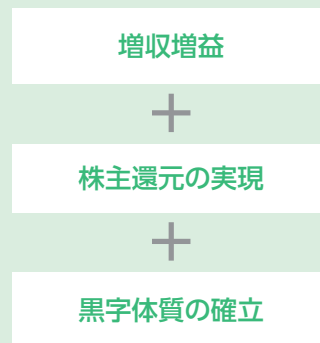 増収増益
+
株主還元の実現
+
黒字体質の確立